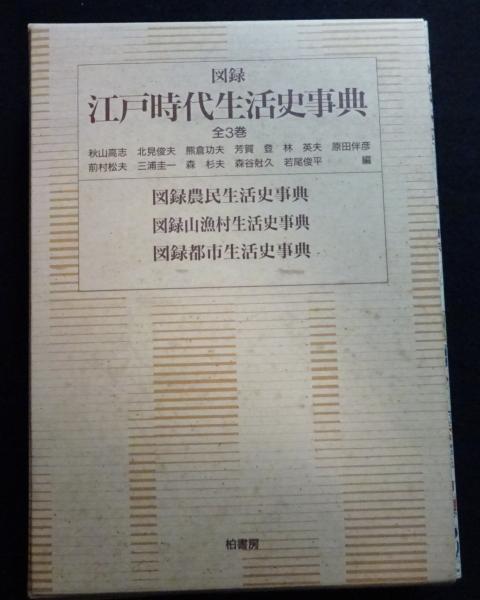 図録
江戸時代生活史事典
全3巻
秋山高志 北見俊夫 熊倉功夫 芳賀 登 林 英夫 原田伴彦
前村松夫 三浦圭一 森 杉夫 森谷尅久 若尾俊平 編
図録農民生活史事典
図録山漁村生活史事典
図録都市生活史事典
柏書房